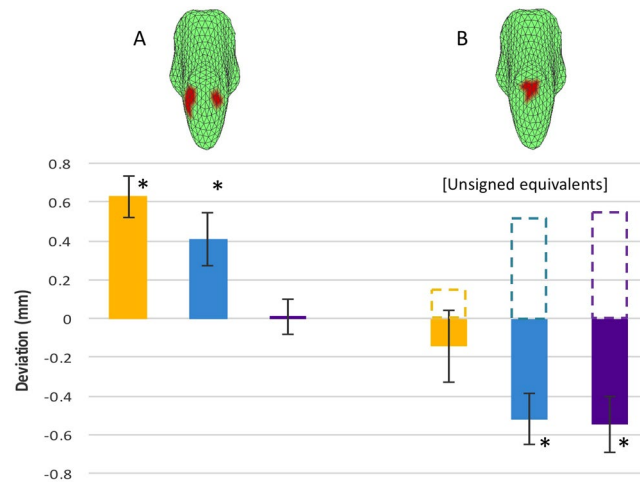 A
B
0.8
[Unsigned equivalents]
* *
0.6
0.4
0.2
0
-0.2
-0.4
-0.6
* *
-0.8
Deviation (mm)